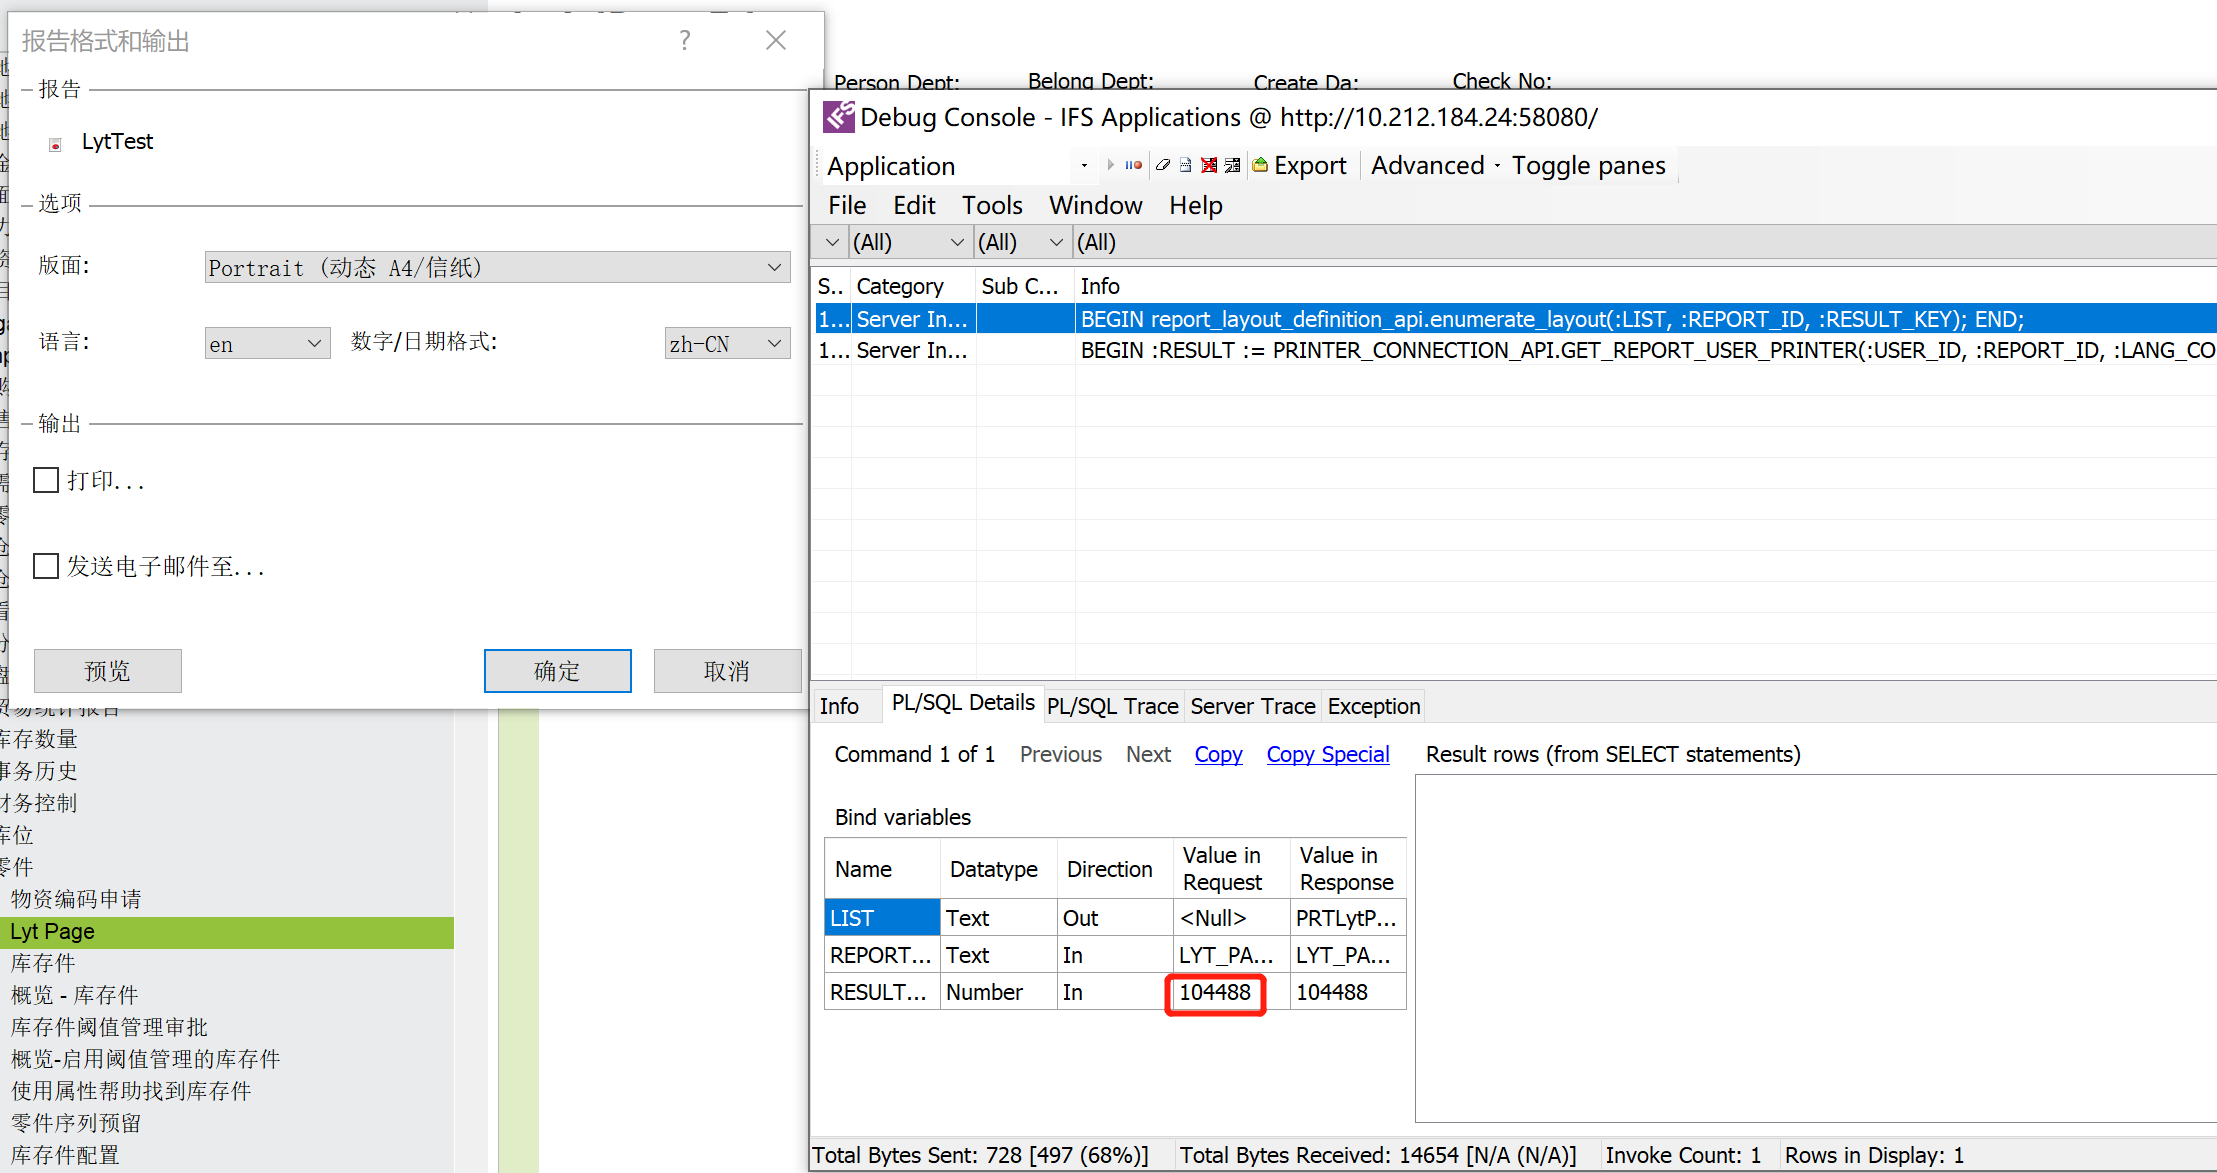 报告格式和输出
?
报告
LytTest
选项
版面:
Portrait (动态 A4/信纸)
语言:
en
数字/日期格式:
zh-CN
输出
打印...
发送电子邮件至...
预览
确定
取消
库存数量
事务历史
财务控制
库位
零件
物资编码申请
Lyt Page
库存件
概览 - 库存件
库存件阈值管理审批
概览-启用阈值管理的库存件
使用属性帮助找到库存件
零件序列预留
库存件配置
Person Dept: Belong Dept: Create Da: Check No:
IFS Debug Console - IFS Applications @ http://10.212.184.24:58080/
Application Export Advanced Toggle panes
File Edit Tools Window Help
(All) (All) (All)
S.. Category Sub C... Info
1... Server In... BEGIN report_layout_definition_api.enumerate_layout(:LIST, :REPORT_ID, :RESULT_KEY); END;
1... Server In... BEGIN :RESULT := PRINTER_CONNECTION_API.GET_REPORT_USER_PRINTER(:USER_ID, :REPORT_ID, :LANG_CO
Info PL/SQL Details PL/SQL Trace Server Trace Exception
Command 1 of 1 Previous Next Copy Copy Special Result rows (from SELECT statements)
Bind variables
Name Datatype Direction Value in Request Value in Response
LIST Text Out <Null> PRTLytP...
REPORT... Text In LYT_PA... LYT_PA...
RESULT... Number In 104488 104488
Total Bytes Sent: 728 [497 (68%)] Total Bytes Received: 14654 [N/A (N/A)] Invoke Count: 1 Rows in Display: 1